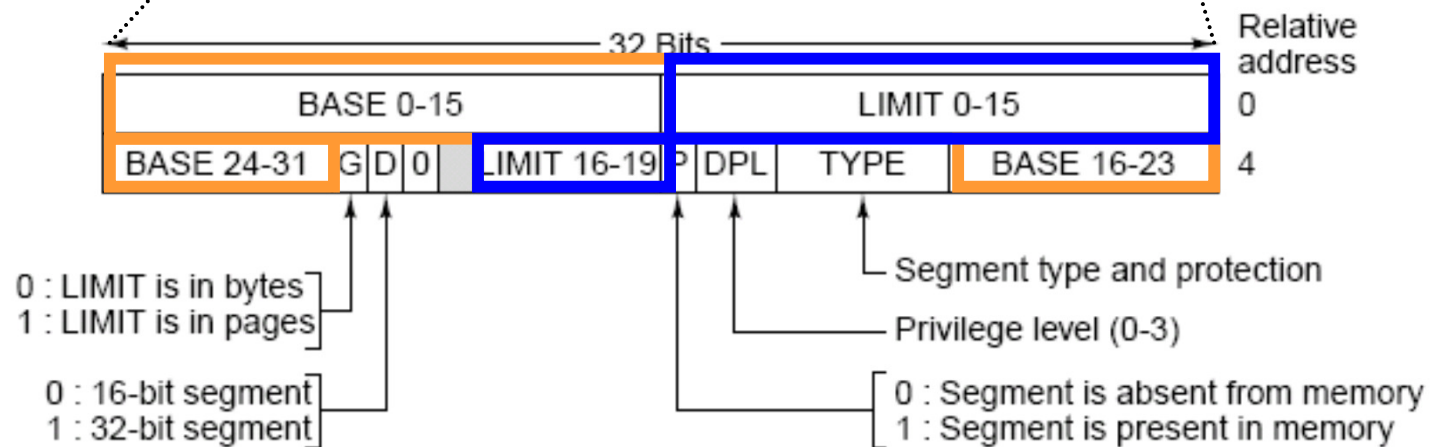 32 Bits
Relative
address
BASE 0-15 LIMIT 0-15 0
BASE 24-31 G D 0 LIMIT 16-19 P DPL TYPE BASE 16-23 4
0 : LIMIT is in bytes
1 : LIMIT is in pages
0 : 16-bit segment
1 : 32-bit segment
Segment type and protection
Privilege level (0-3)
0 : Segment is absent from memory
1 : Segment is present in memory